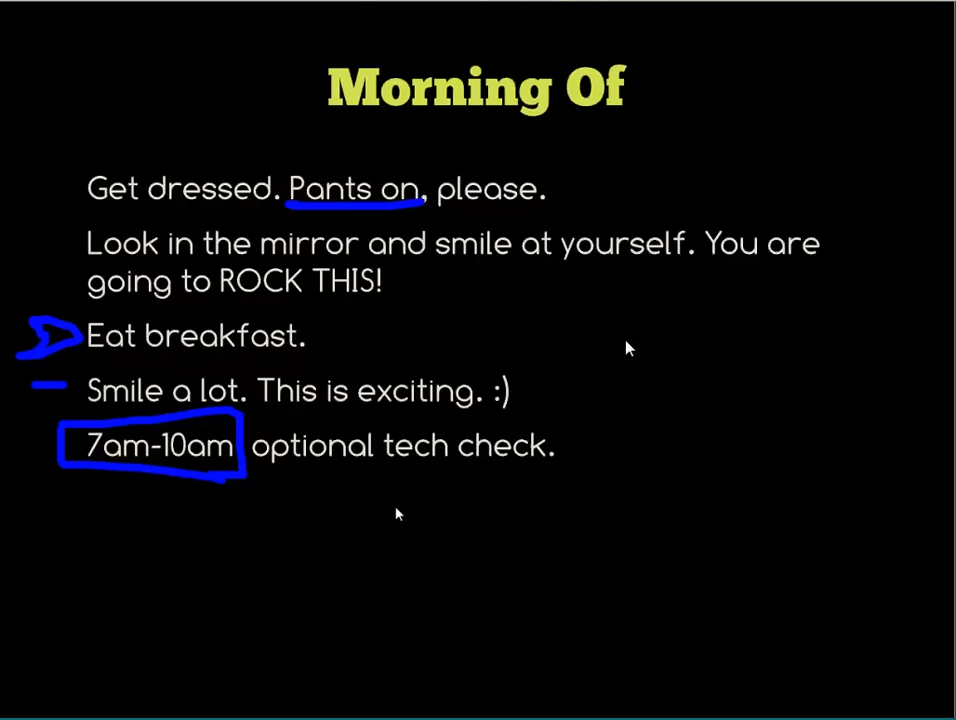 Morning Of
Get dressed. Pants on, please.
Look in the mirror and smile at yourself. You are
going to ROCK THIS!
Eat breakfast.
Smile a lot. This is exciting. :)
7am-10am optional tech check.